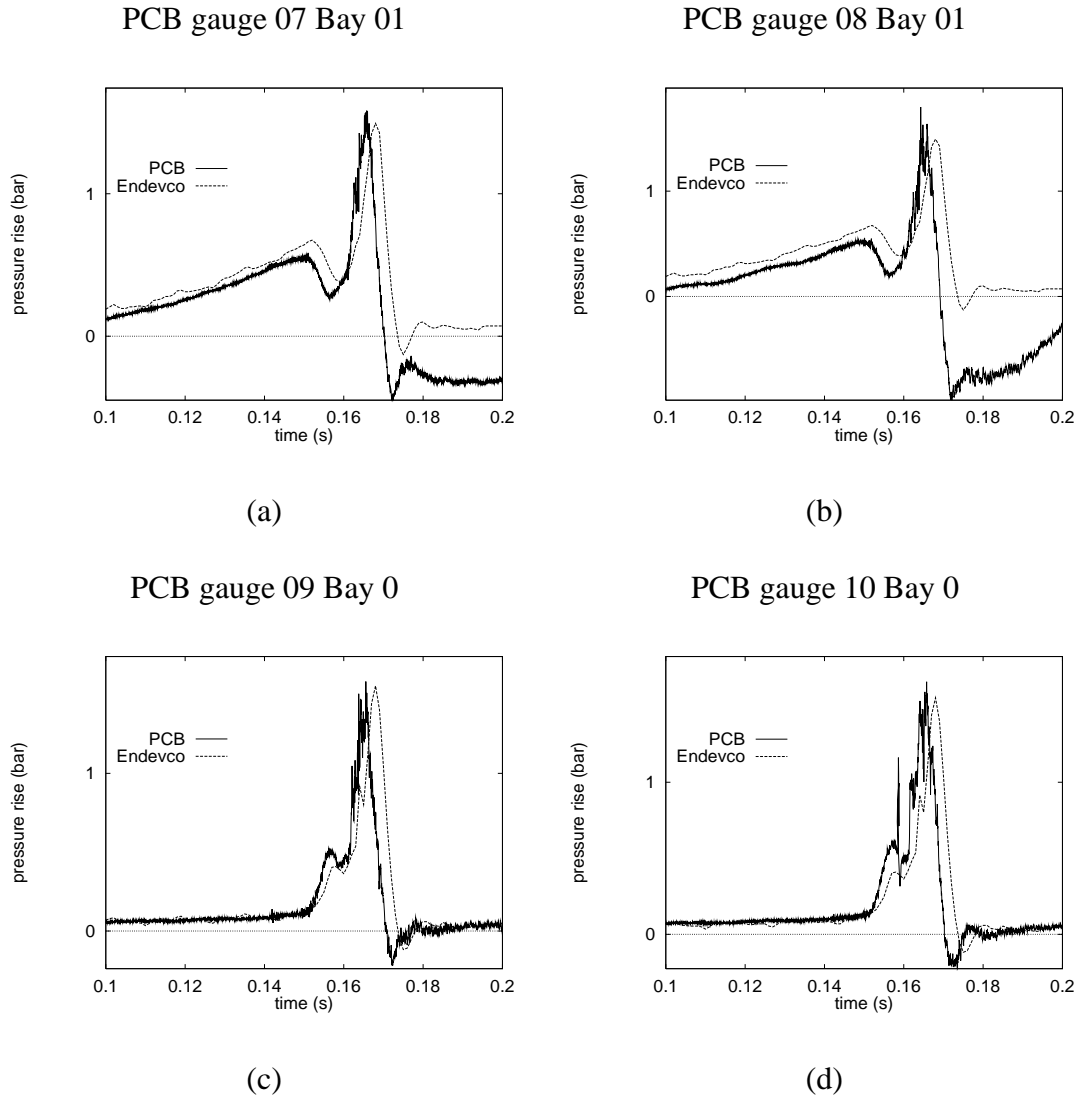 PCB gauge 07 Bay 01
pressure rise (bar)
PCB
Endevco
1
0
0.1 0.12 0.14 0.16 0.18 0.2
time (s)
(a)
PCB gauge 08 Bay 01
pressure rise (bar)
PCB
Endevco
1
0
0.1 0.12 0.14 0.16 0.18 0.2
time (s)
(b)
PCB gauge 09 Bay 0
pressure rise (bar)
PCB
Endevco
1
0
0.1 0.12 0.14 0.16 0.18 0.2
time (s)
(c)
PCB gauge 10 Bay 0
pressure rise (bar)
PCB
Endevco
1
0
0.1 0.12 0.14 0.16 0.18 0.2
time (s)
(d)